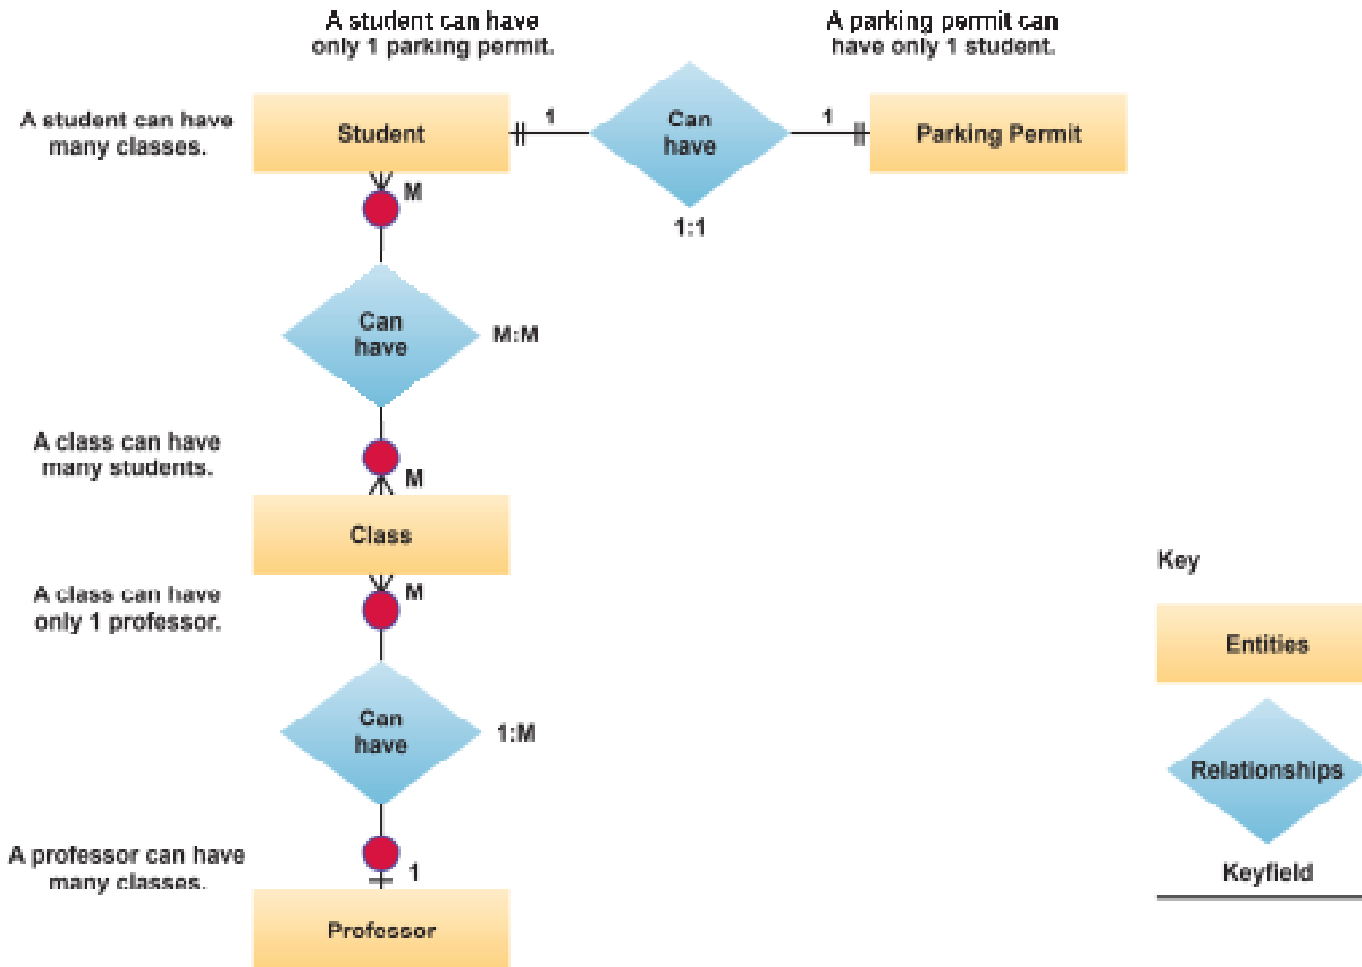 A student can have
only 1 parking permit.
A parking permit can
have only 1 student.
A student can have
many classes.
Student
1
Can
have
1
Parking Permit
1:1
M
Can
have
M:M
A class can have
many students.
M
Class
A class can have
only 1 professor.
M
Can
have
1:M
A professor can have
many classes.
1
Professor
Key
Entities
Relationships
Keyfield